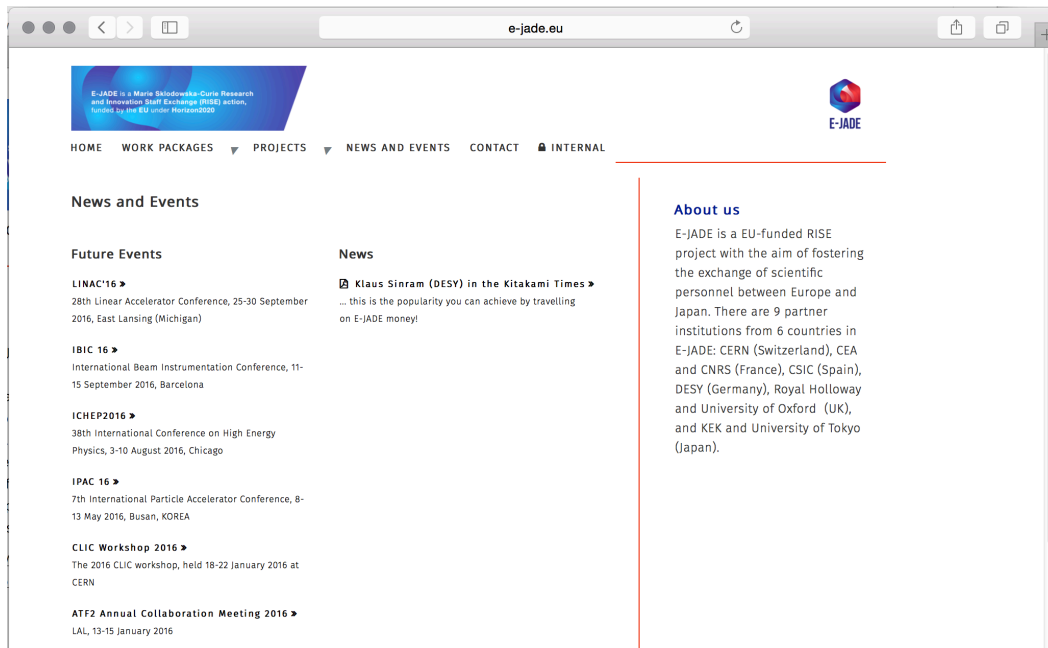 e-jade.eu
E-JADE is a Marie Sklodowska-Curie Research
and Innovation Staff Exchange (RISE) action,
funded by the EU under Horizon2020
E-JADE
HOME WORK PACKAGES PROJECTS NEWS AND EVENTS CONTACT INTERNAL
News and Events
Future Events
LINAC'16 »
28th Linear Accelerator Conference, 25-30 September
2016, East Lansing (Michigan)
IBIC 16 »
International Beam Instrumentation Conference, 11-
15 September 2016, Barcelona
ICHEP2016 »
38th International Conference on High Energy
Physics, 3-10 August 2016, Chicago
IPAC 16 »
7th International Particle Accelerator Conference, 8-
13 May 2016, Busan, KOREA
CLIC Workshop 2016 »
The 2016 CLIC workshop, held 18-22 January 2016 at
CERN
ATF2 Annual Collaboration Meeting 2016 »
LAL, 13-15 January 2016
News
Klaus Sinram (DESY) in the Kitakami Times »
... this is the popularity you can achieve by travelling
on E-JADE money!
About us
E-JADE is a EU-funded RISE
project with the aim of fostering
the exchange of scientific
personnel between Europe and
Japan. There are 9 partner
institutions from 6 countries in
E-JADE: CERN (Switzerland), CEA
and CNRS (France), CSIC (Spain),
DESY (Germany), Royal Holloway
and University of Oxford (UK),
and KEK and University of Tokyo
(Japan).